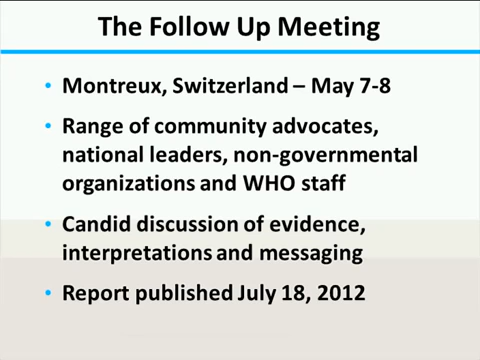 The Follow Up Meeting
• Montreux, Switzerland – May 7-8
• Range of community advocates,
national leaders, non-governmental
organizations and WHO staff
• Candid discussion of evidence,
interpretations and messaging
• Report published July 18, 2012